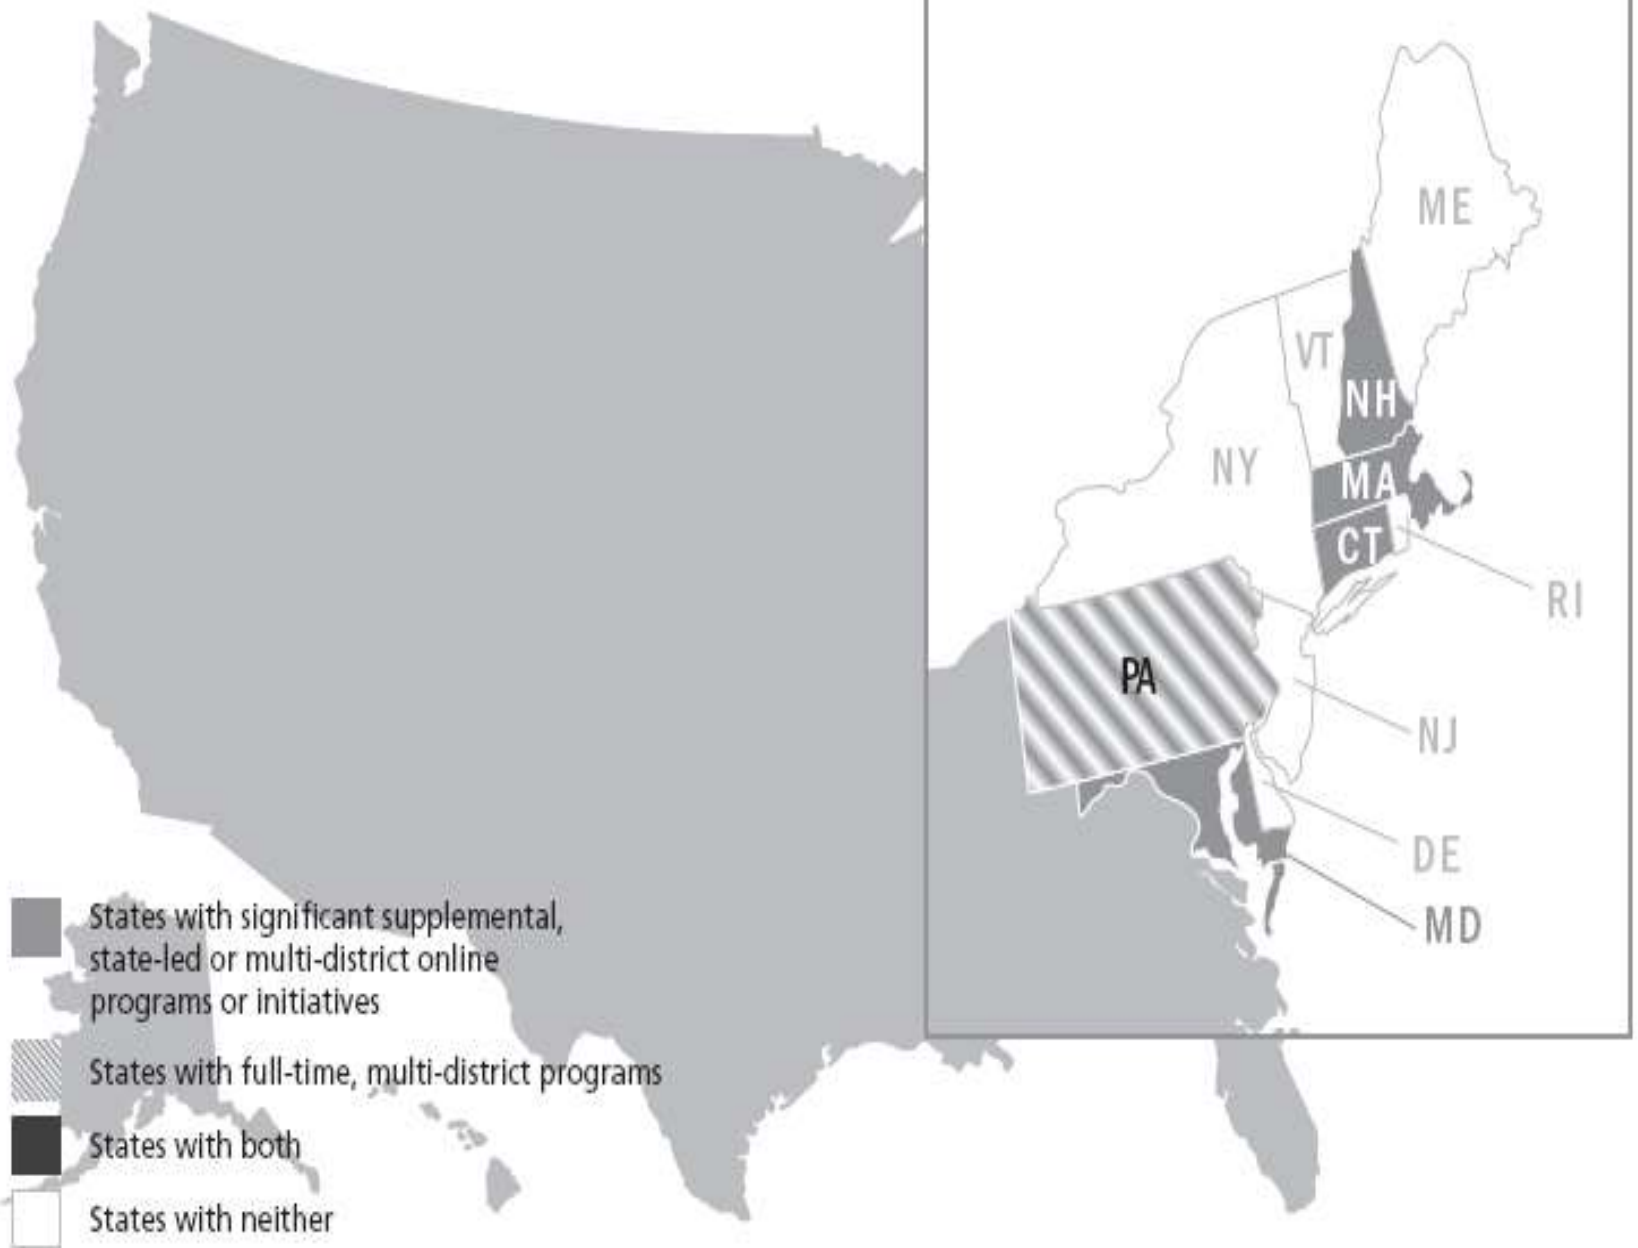 ME
VT
NH
NY
MA
CT
RI
PA
NJ
DE
MD
States with significant supplemental,
state-led or multi-district online
programs or initiatives
States with full-time, multi-district programs
States with both
States with neither